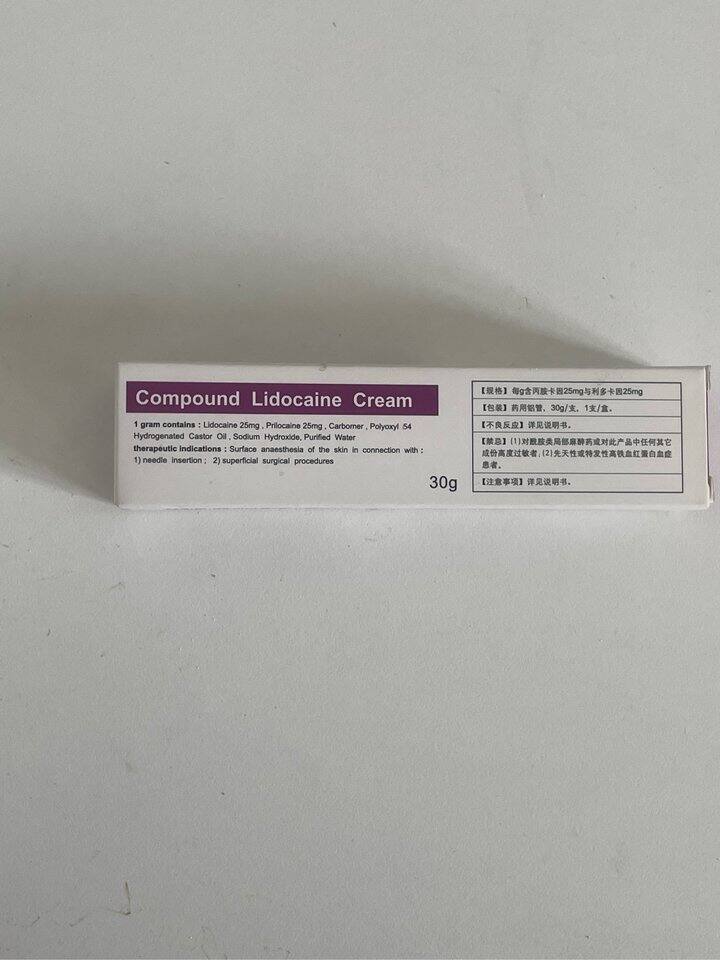 Compound Lidocaine Cream
1 gram contains : Lidocaine 25mg , Prilocaine 25mg , Carbomer , Polyoxyl 54
Hydrogenated Castor Oil , Sodium Hydroxide, Purified Water
therapeutic indications : Surface anaesthesia of the skin in connection with :
1) needle insertion ; 2) superficial surgical procedures
30g
【规格】每g含丙胺卡因25mg与利多卡因25mg
【包装】药用铝管，30g/支，1支/盒。
【不良反应】详见说明书。
【禁忌】(1)对酰胺类局部麻醉药或对此产品中任何其它
成份高度过敏者,(2)先天性或特发性高铁血红蛋白血症
患者。
【注意事项】详见说明书。